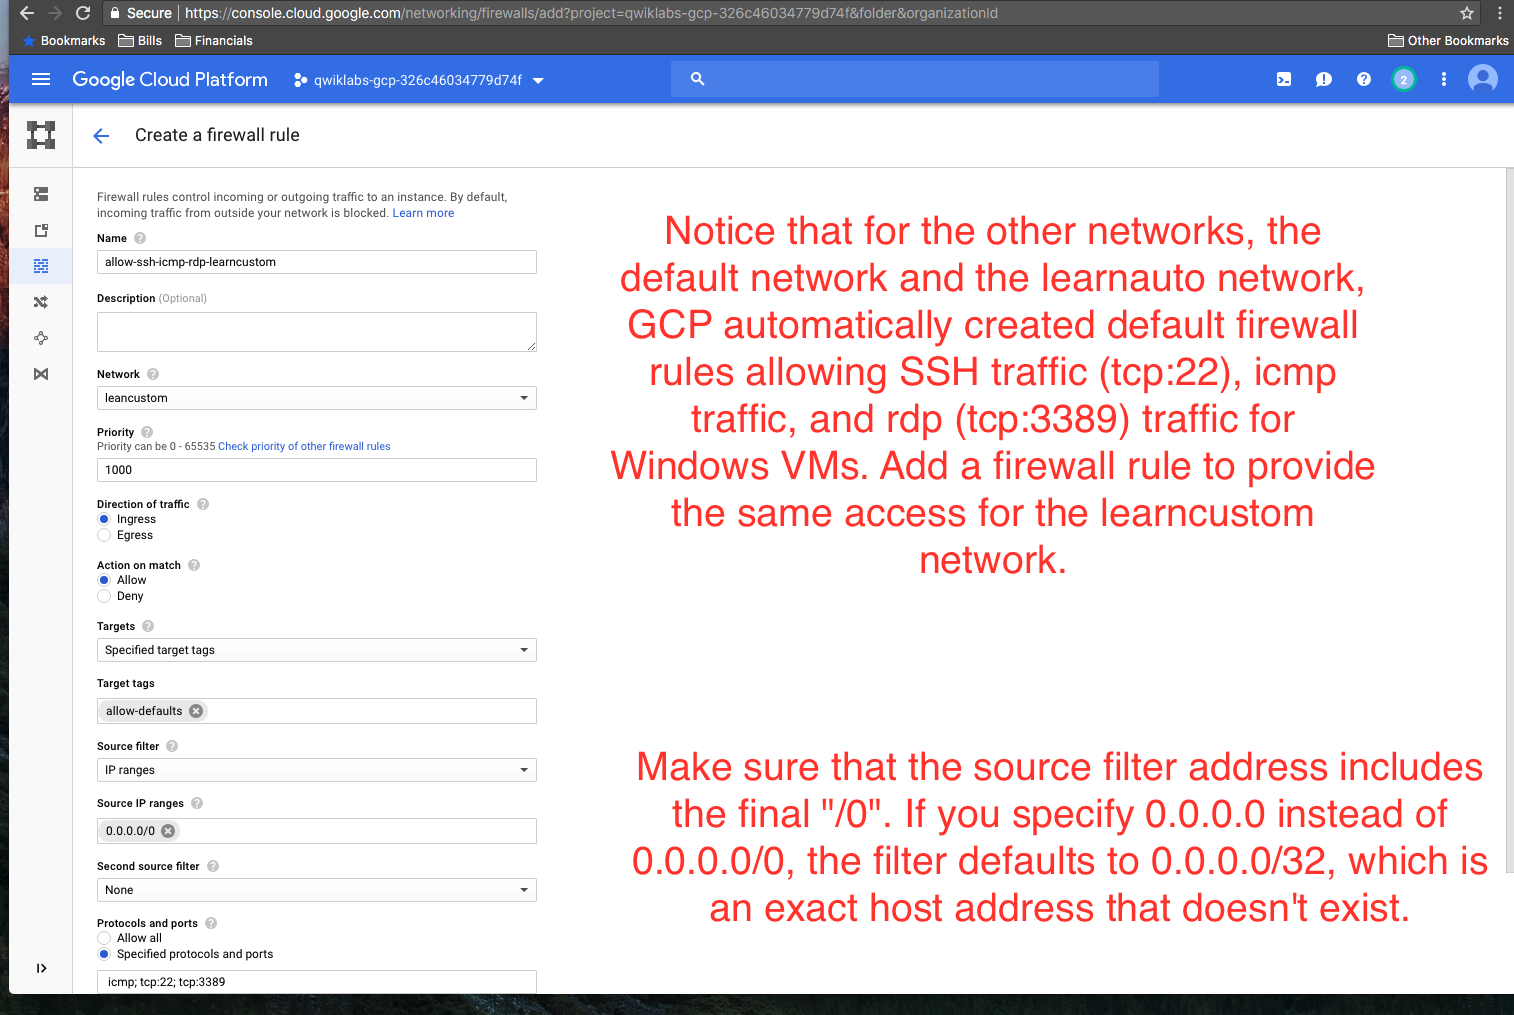 Secure https://console.cloud.google.com/networking/firewalls/add?project=qwiklabs-gcp-326c46034779d74f&folder&organizationId
Bookmarks Bills Financials Other Bookmarks
Google Cloud Platform qwiklabs-gcp-326c46034779d74f 2
Create a firewall rule
Firewall rules control incoming or outgoing traffic to an instance. By default,
incoming traffic from outside your network is blocked. Learn more
Name
allow-ssh-icmp-rdp-learncustom
Description (Optional)
Network
leancustom
Priority
Priority can be 0 - 65535 Check priority of other firewall rules
1000
Direction of traffic
Ingress
Egress
Action on match
Allow
Deny
Targets
Specified target tags
Target tags
allow-defaults
Source filter
IP ranges
Source IP ranges
0.0.0.0/0
Second source filter
None
Protocols and ports
Allow all
Specified protocols and ports
icmp; tcp:22; tcp:3389
Notice that for the other networks, the
default network and the learnauto network,
GCP automatically created default firewall
rules allowing SSH traffic (tcp:22), icmp
traffic, and rdp (tcp:3389) traffic for
Windows VMs. Add a firewall rule to provide
the same access for the learncustom
network.
Make sure that the source filter address includes
the final "/0". If you specify 0.0.0.0 instead of
0.0.0.0/0, the filter defaults to 0.0.0.0/32, which is
an exact host address that doesn't exist.